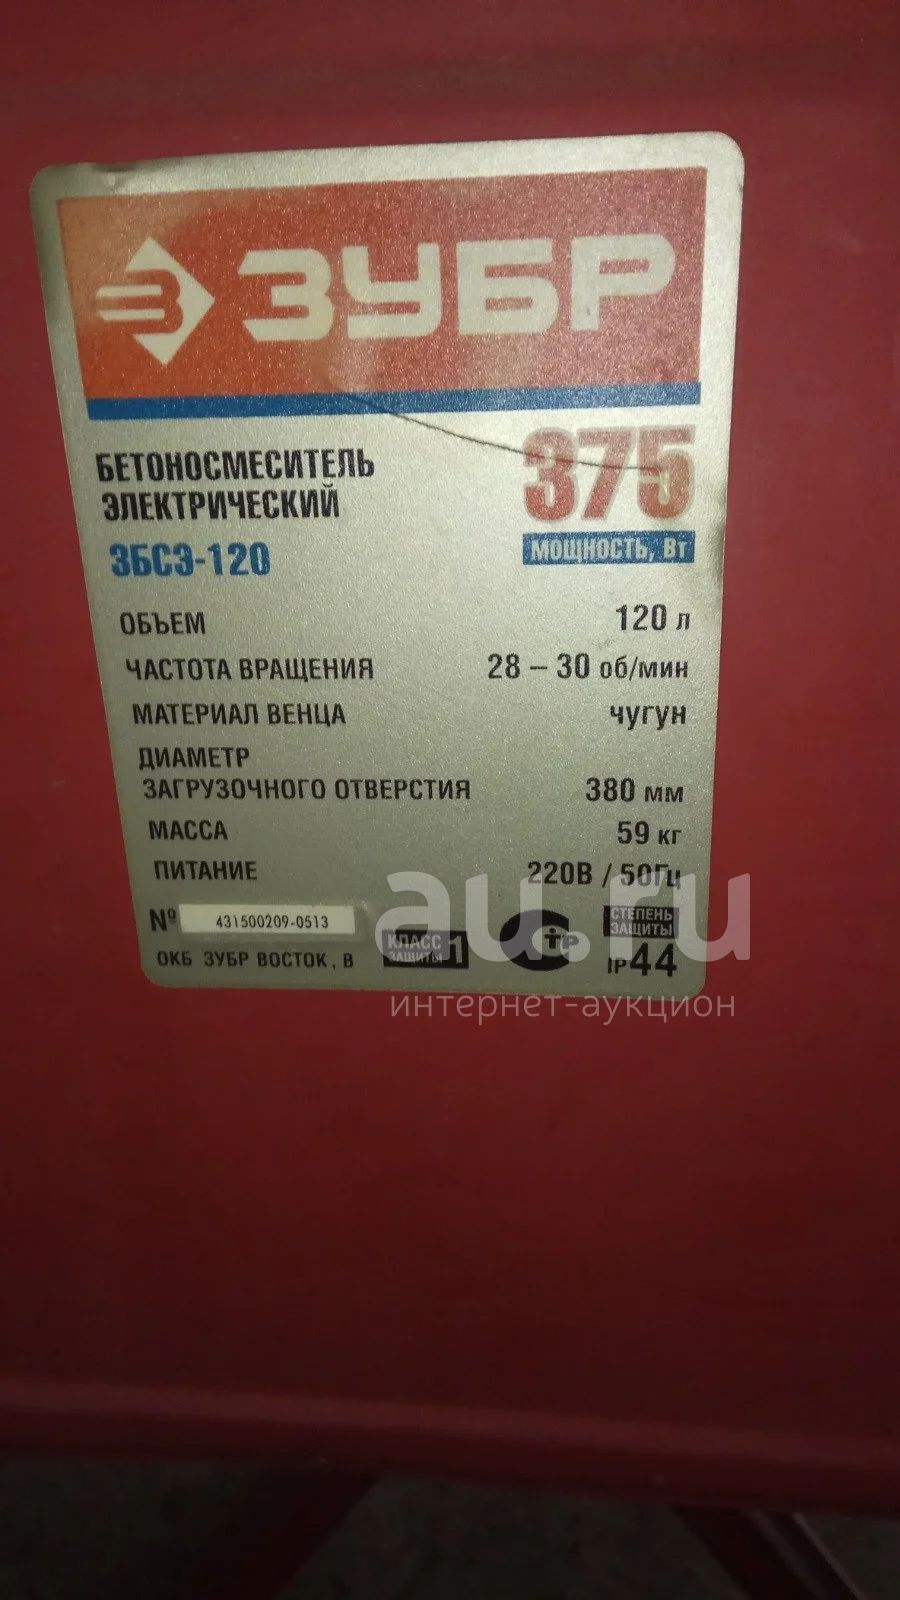 ЗУБР
БЕТОНОСМЕСИТЕЛЬ
ЭЛЕКТРИЧЕСКИЙ
ЗБСЭ-120
375
МОЩНОСТЬ, Вт
ОБЪЕМ 120 л
ЧАСТОТА ВРАЩЕНИЯ 28 – 30 об/мин
МАТЕРИАЛ ВЕНЦА чугун
ДИАМЕТР
ЗАГРУЗОЧНОГО ОТВЕРСТИЯ 380 мм
МАССА 59 кг
ПИТАНИЕ 220В / 50Гц
№ 431500209-0513
ОКБ ЗУБР ВОСТОК, В
КЛАСС
ЗАЩИТЫ 1
СТР
СТЕПЕНЬ
ЗАЩИТЫ
IP44
au.ru
интернет-аукцион